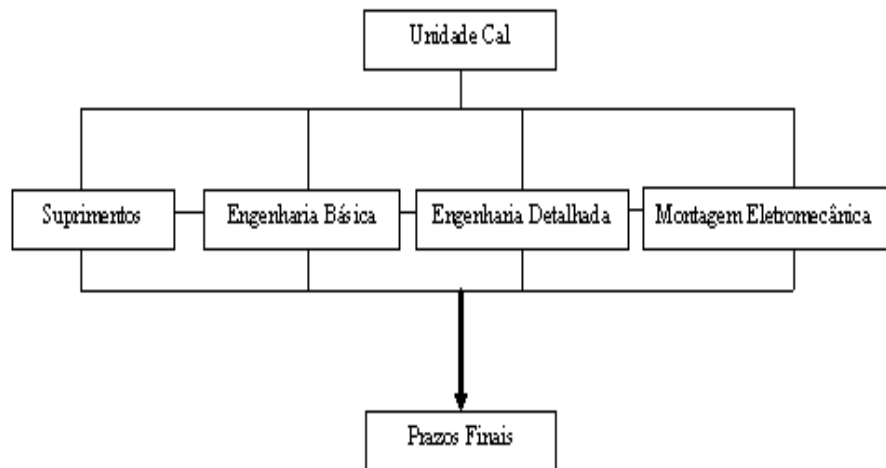 Unidade Cal
Suprimentos
Engenharia Básica
Engenharia Detalhada
Montagem Eletromecânica
Prazos Finais